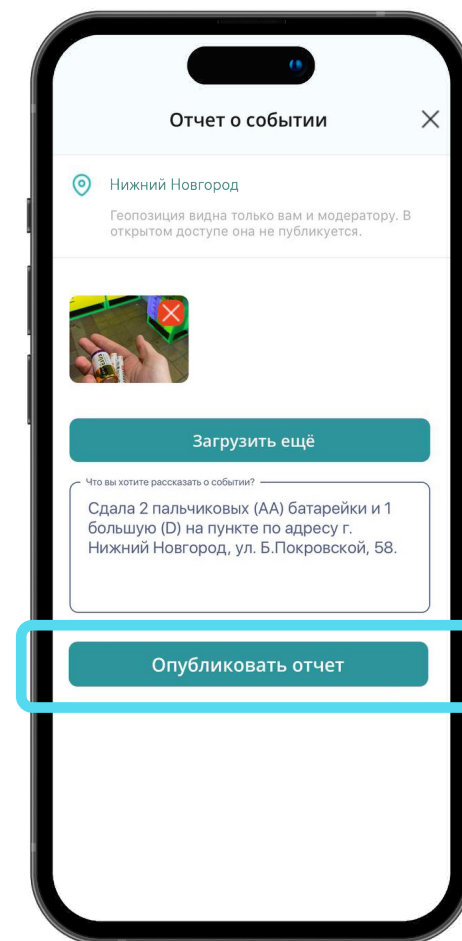 Отчет о событии
Нижний Новгород
Геопозиция видна только вам и модератору. В
открытом доступе она не публикуется.
Загрузить ещё
Что вы хотите рассказать о событии?
Сдала 2 пальчиковых (АА) батарейки и 1
большую (D) на пункте по адресу г.
Нижний Новгород, ул. Б.Покровской, 58.
Опубликовать отчет